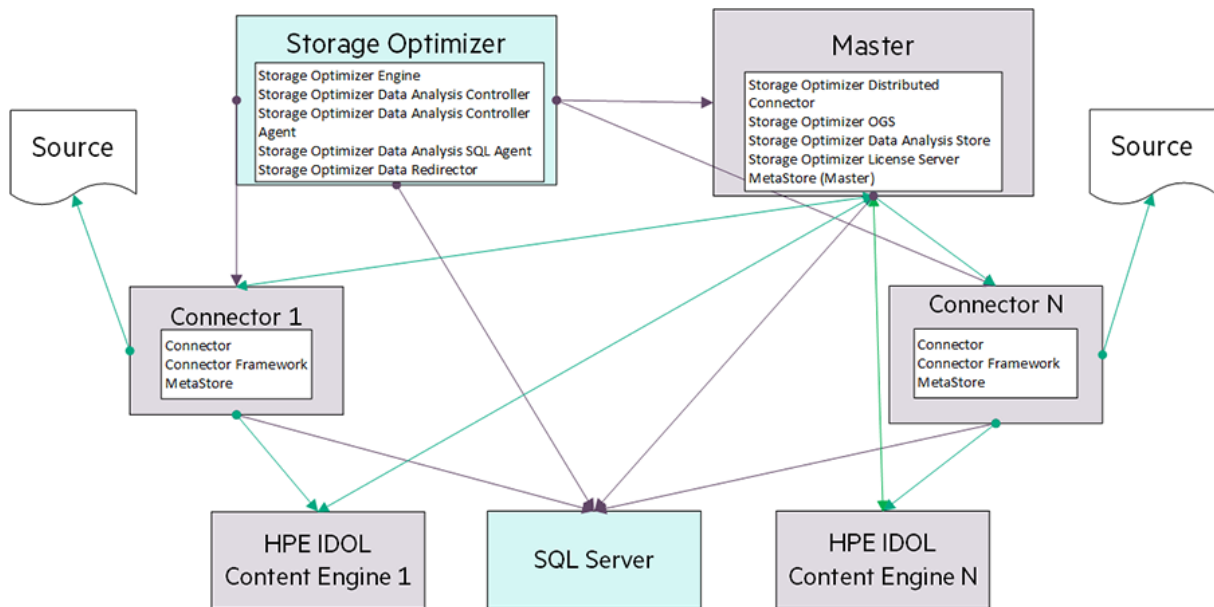 Storage Optimizer
Storage Optimizer Engine
Storage Optimizer Data Analysis Controller
Storage Optimizer Data Analysis Controller
Agent
Storage Optimizer Data Analysis SQL Agent
Storage Optimizer Data Redirector
Master
Storage Optimizer Distributed
Connector
Storage Optimizer OGS
Storage Optimizer Data Analysis Store
Storage Optimizer License Server
MetaStore (Master)
Source
Source
Connector 1
Connector
Connector Framework
MetaStore
Connector N
Connector
Connector Framework
MetaStore
HPE IDOL
Content Engine 1
SQL Server
HPE IDOL
Content Engine N